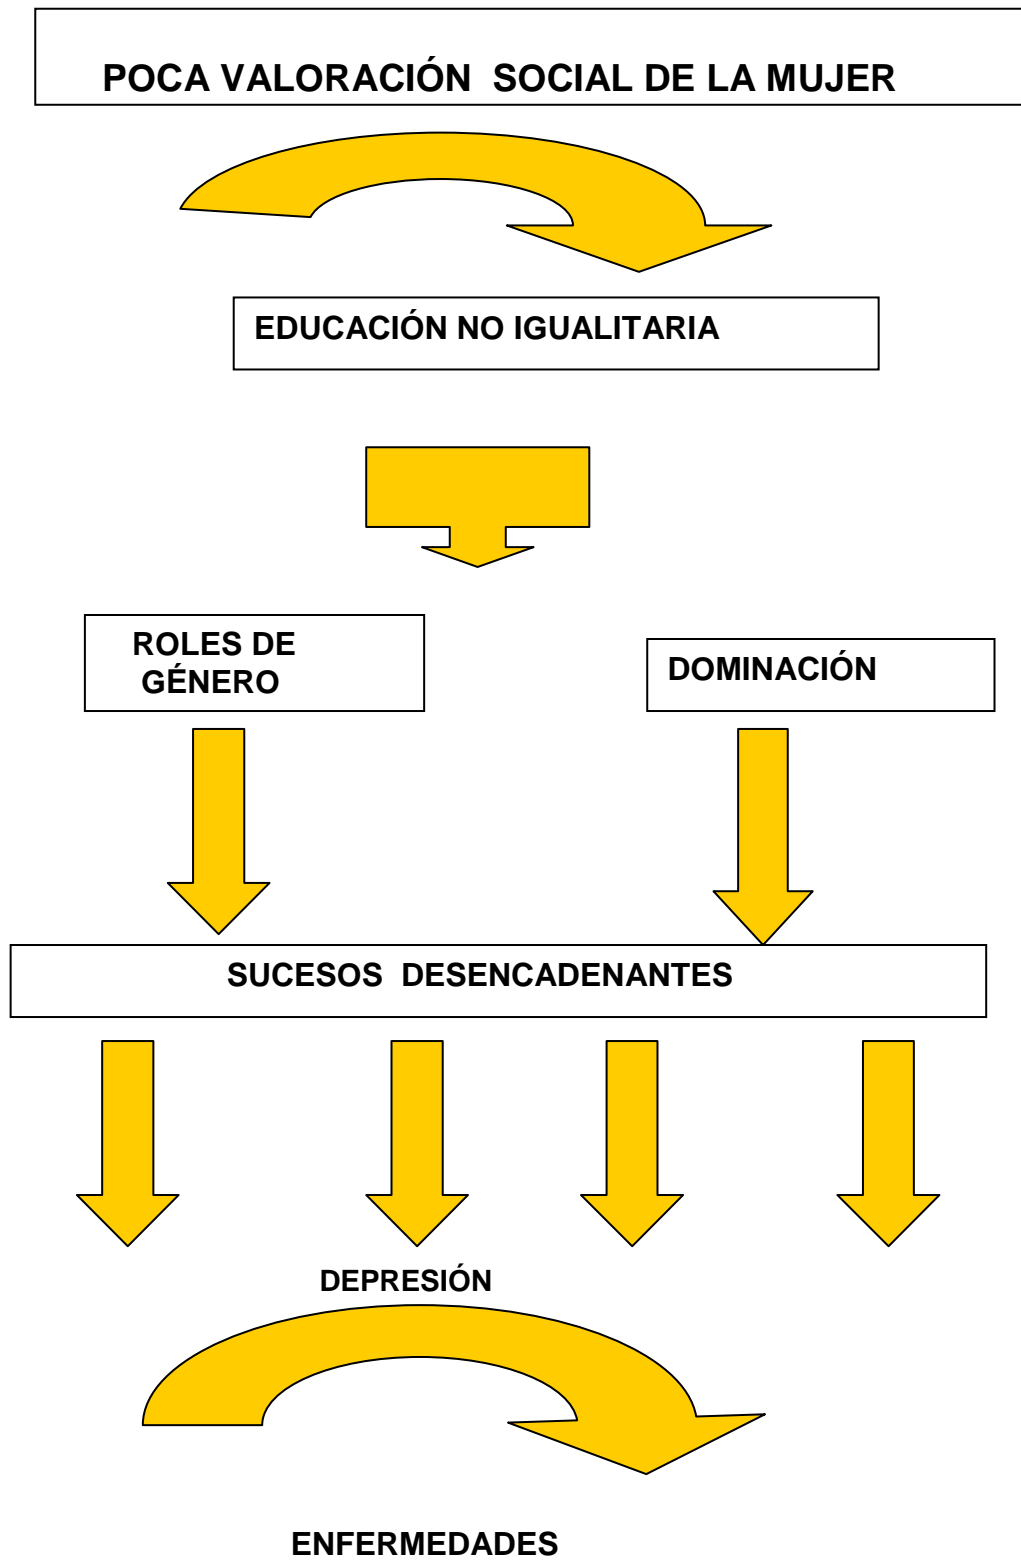 POCA VALORACIÓN SOCIAL DE LA MUJER
EDUCACIÓN NO IGUALITARIA
ROLES DE
GÉNERO
DOMINACIÓN
SUCESOS DESENCADENANTES
DEPRESIÓN
ENFERMEDADES